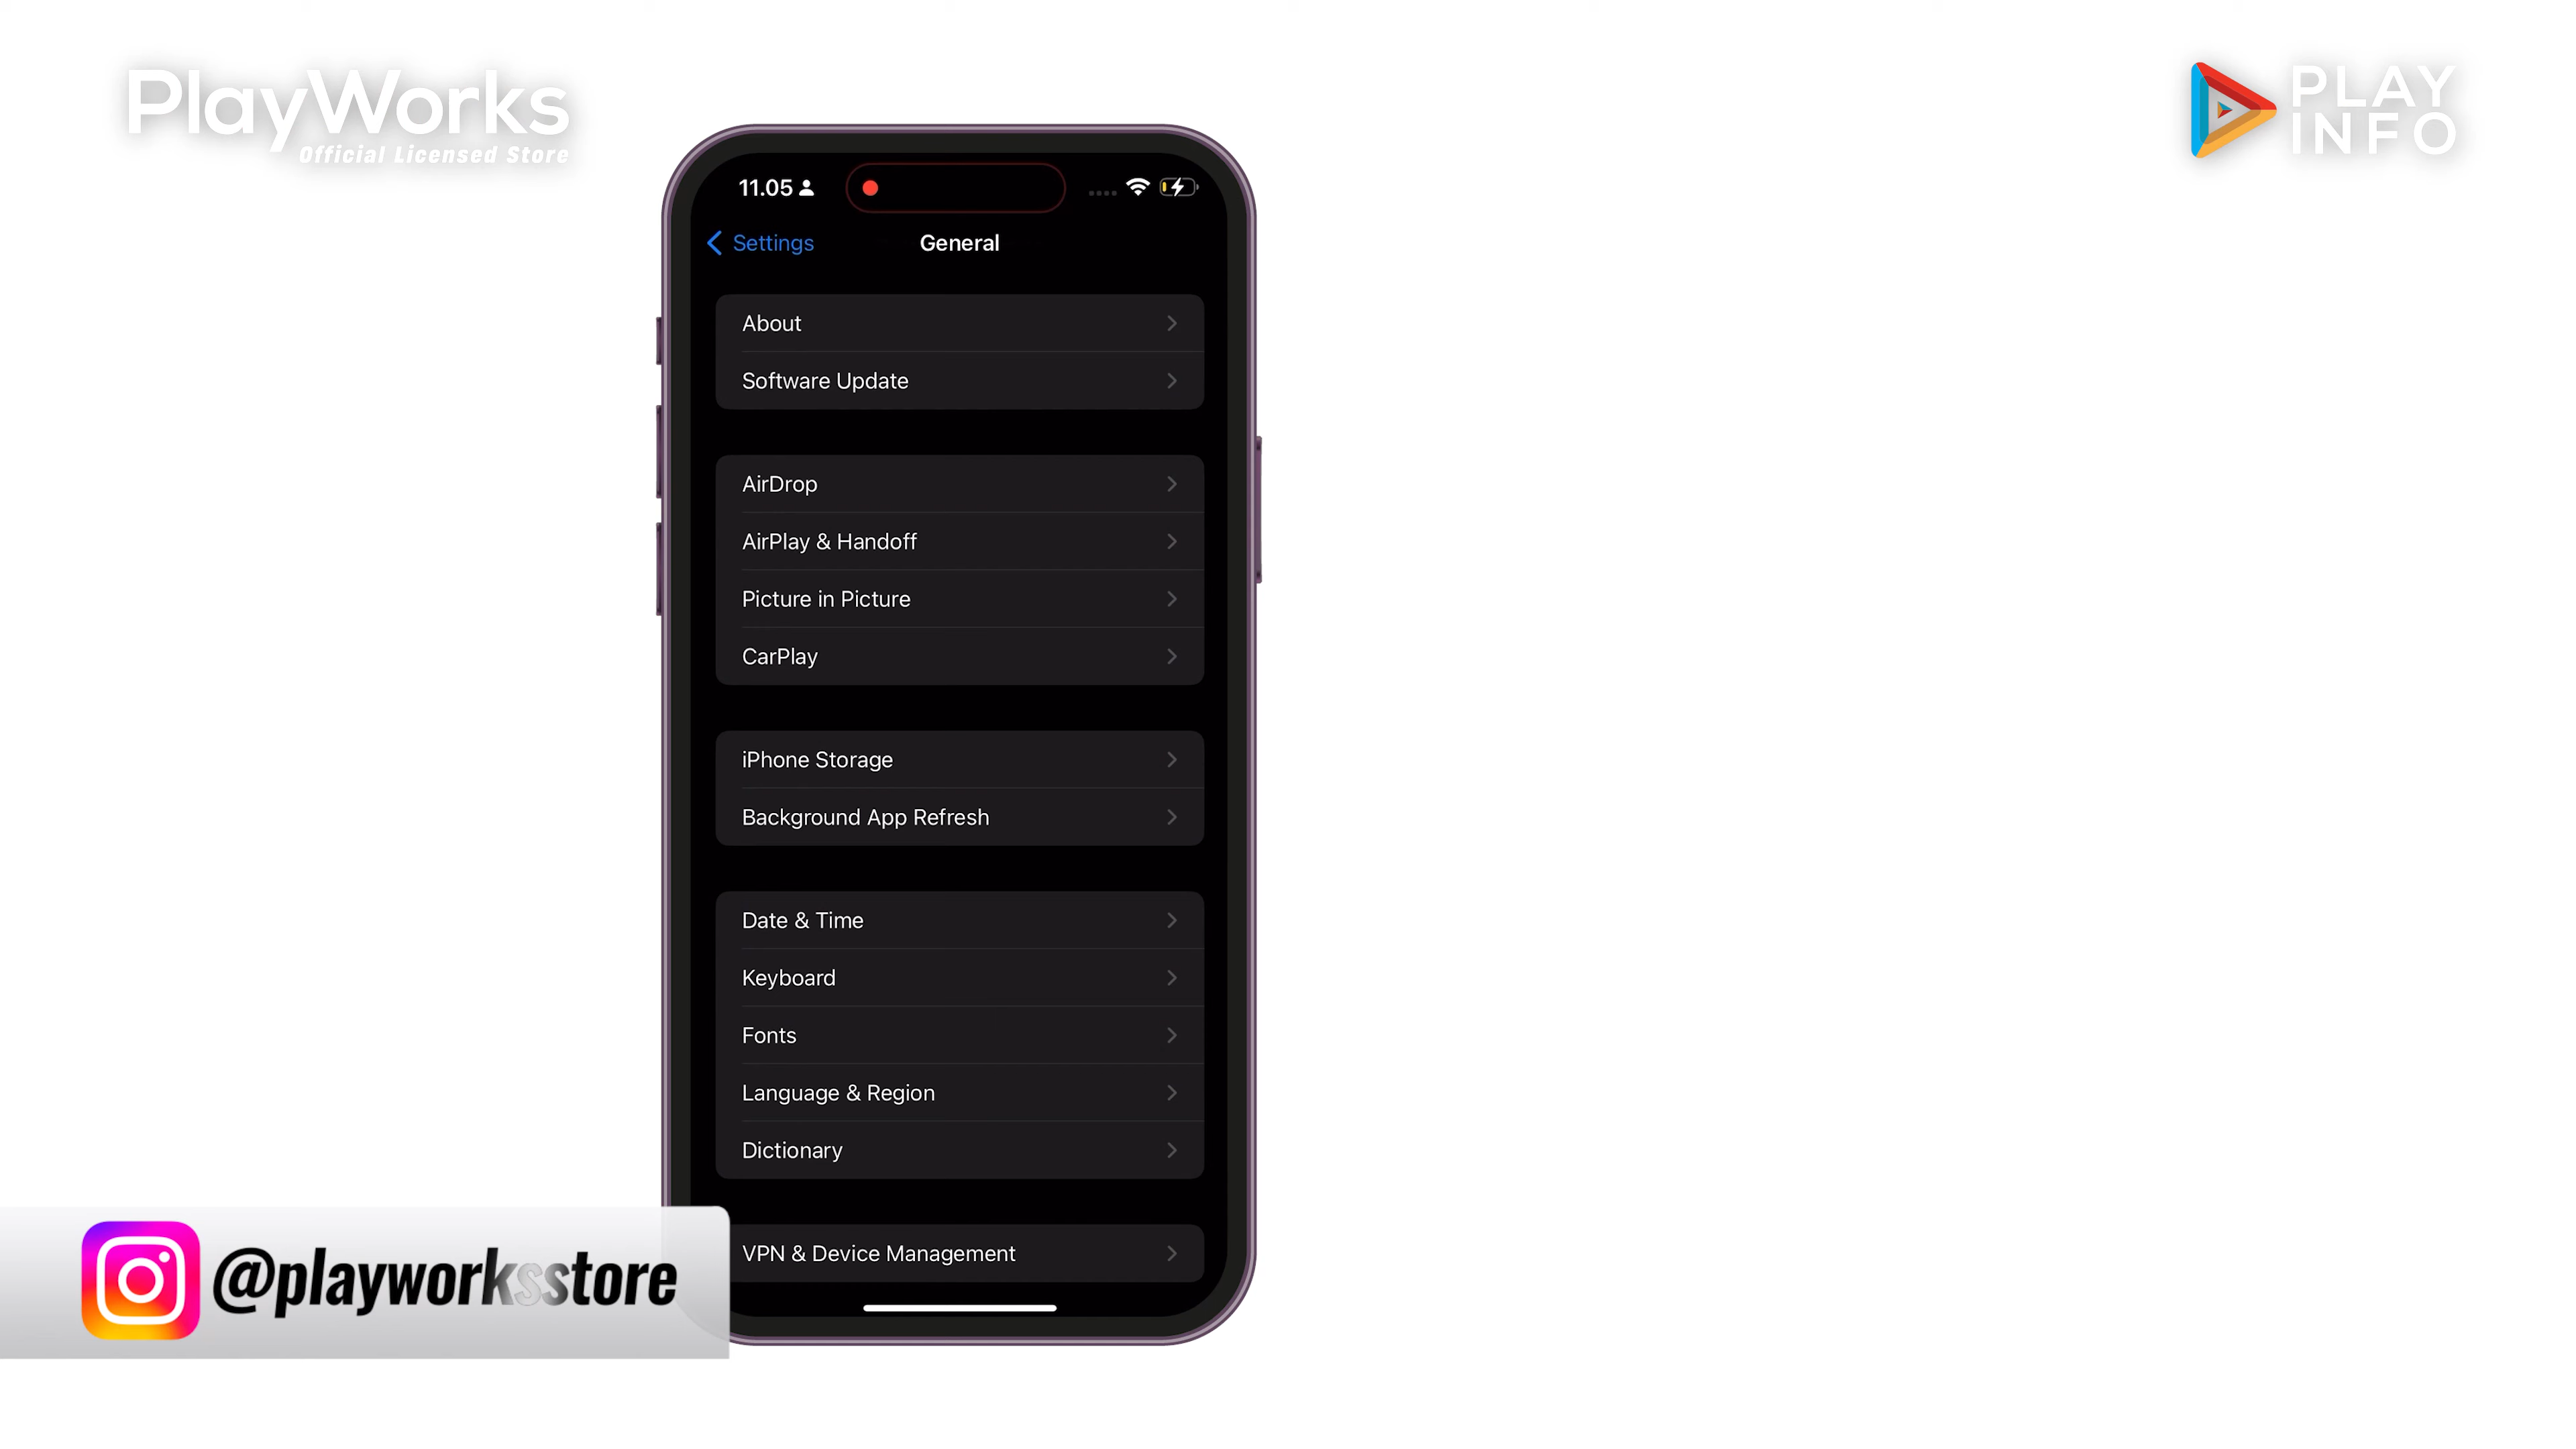 PlayWorks
Official Licensed Store
PLAY
INFO
11.05
Settings
General
About
Software Update
AirDrop
AirPlay & Handoff
Picture in Picture
CarPlay
iPhone Storage
Background App Refresh
Date & Time
Keyboard
Fonts
Language & Region
Dictionary
VPN & Device Management
@playworksstore